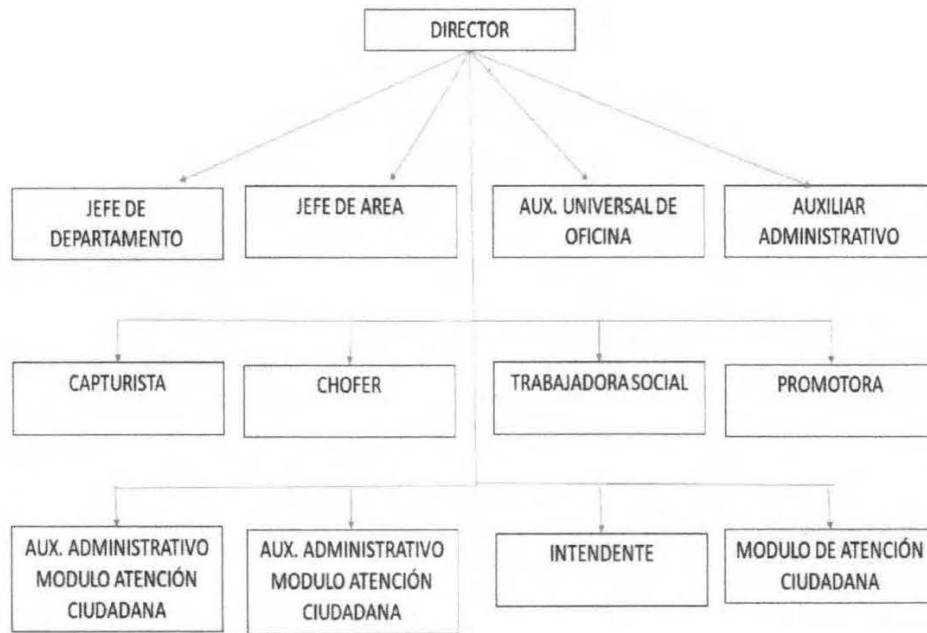 DIRECTOR
JEFE DE
DEPARTAMENTO
JEFE DE AREA
AUX. UNIVERSAL DE
OFICINA
AUXILIAR
ADMINISTRATIVO
CAPTURISTA
CHOFER
TRABAJADORA SOCIAL
PROMOTORA
AUX. ADMINISTRATIVO
MODULO ATENCIÓN
CIUDADANA
AUX. ADMINISTRATIVO
MODULO ATENCIÓN
CIUDADANA
INTENDENTE
MODULO DE ATENCIÓN
CIUDADANA